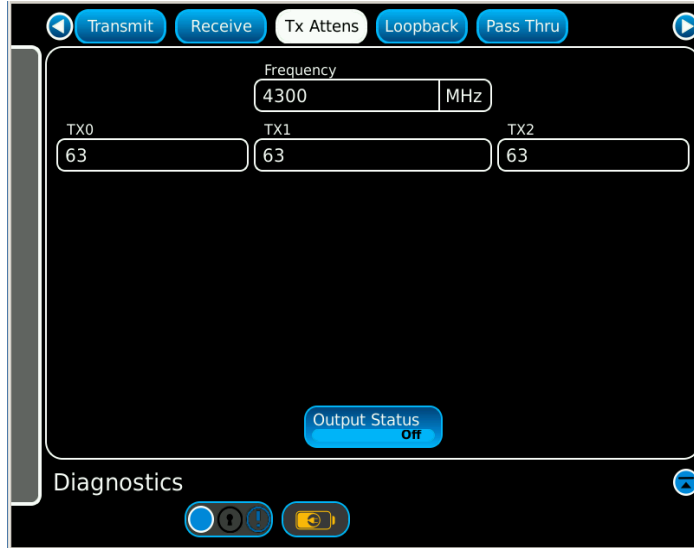 Transmit Receive Tx Attens Loopback Pass Thru
Frequency
4300 MHz
TX0 TX1 TX2
63 63 63
Output Status
Off
Diagnostics